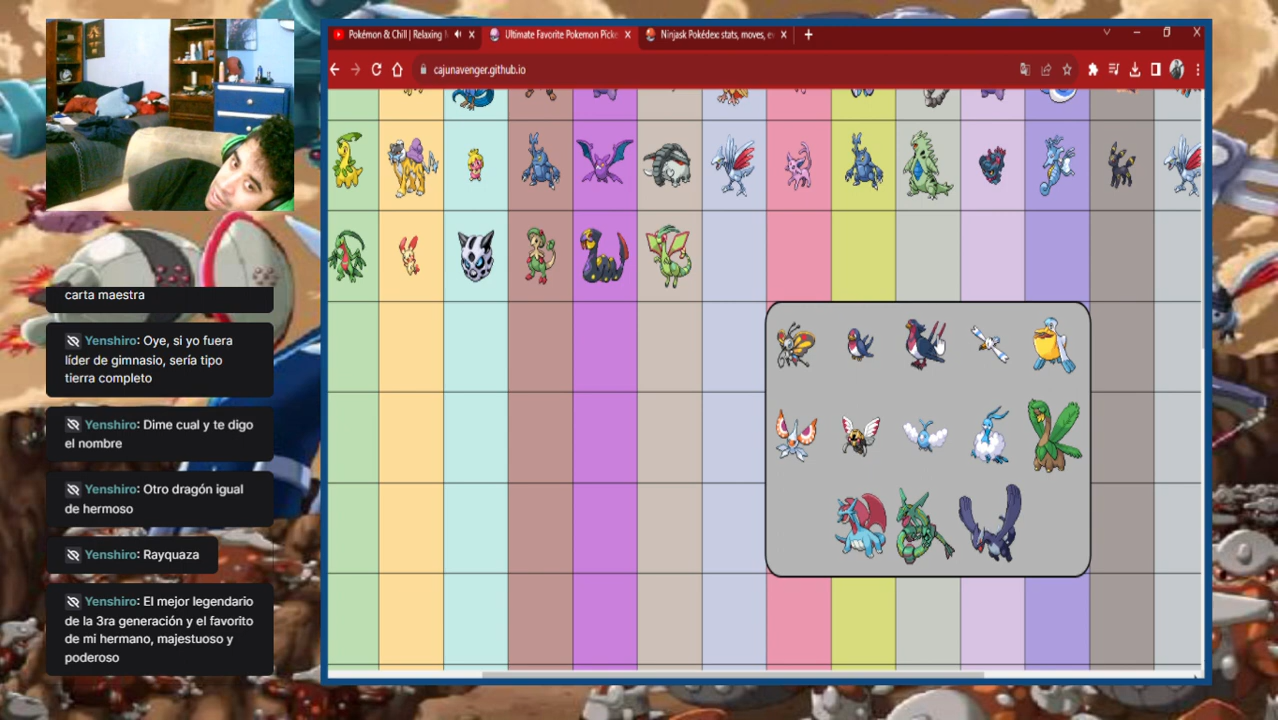 Pokémon & Chill | Relaxing
Ultimate Favorite Pokemon Picke
Ninjask Pokédex: stats, moves, e
cajunavenger.github.io
carta maestra
Yenshiro: Oye, si yo fuera
líder de gimnasio, sería tipo
tierra completo
Yenshiro: Dime cual y te digo
el nombre
Yenshiro: Otro dragón igual
de hermoso
Yenshiro: Rayquaza
Yenshiro: El mejor legendario
de la 3ra generación y el favorito
de mi hermano, majestuoso y
poderoso